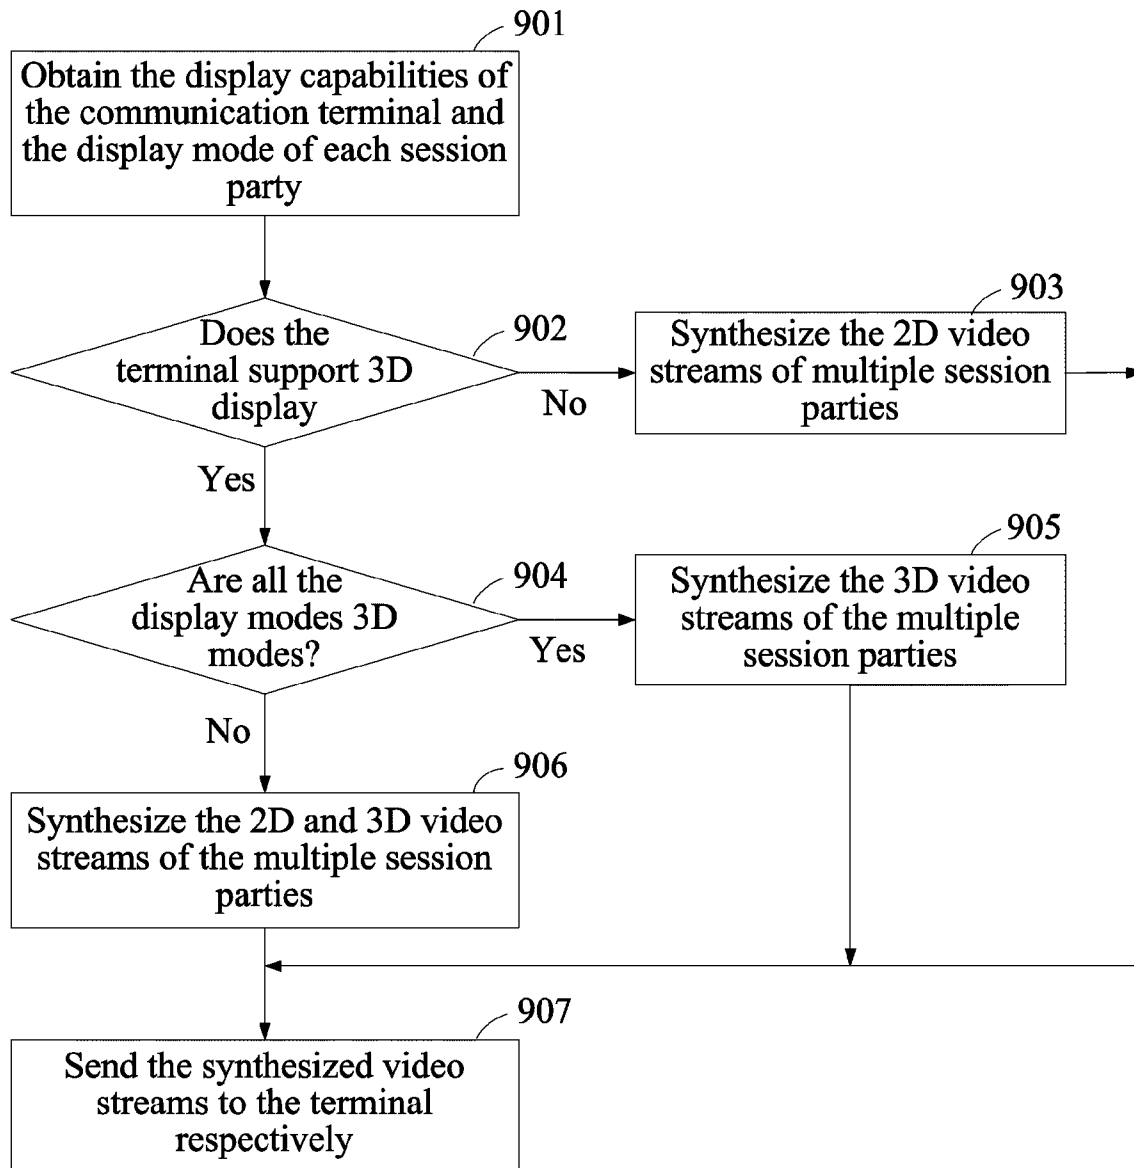 901
Obtain the display capabilities of
the communication terminal and
the display mode of each session
party
902
Does the
terminal support 3D
display
No
903
Synthesize the 2D video
streams of multiple session
parties
Yes
904
Are all the
display modes 3D
modes?
Yes
905
Synthesize the 3D video
streams of the multiple
session parties
No
906
Synthesize the 2D and 3D video
streams of the multiple session
parties
907
Send the synthesized video
streams to the terminal
respectively